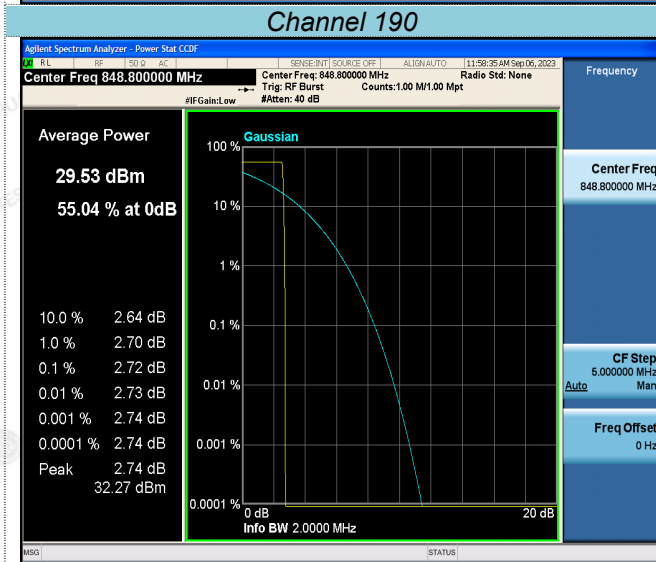 Channel 190
Agilent Spectrum Analyzer - Power Stat CCDF
LXI RL RF 50 Ω AC SENSE:INT SOURCE OFF ALIGN AUTO 11:58:35 AM Sep 06, 2023
Center Freq 848.800000 MHz
Center Freq: 848.800000 MHz Radio Std: None
Trig: RF Burst Counts:1.00 M/1.00 Mpt
#IFGain:Low #Atten: 40 dB
Frequency
Average Power
29.53 dBm
55.04 % at 0dB
10.0 % 2.64 dB
1.0 % 2.70 dB
0.1 % 2.72 dB
0.01 % 2.73 dB
0.001 % 2.74 dB
0.0001 % 2.74 dB
Peak 2.74 dB
32.27 dBm
Gaussian
100 %
10 %
1 %
0.1 %
0.01 %
0.001 %
0.0001 %
0 dB 20 dB
Info BW 2.0000 MHz
Center Freq
848.800000 MHz
CF Step
5.000000 MHz
Auto Man
Freq Offset
0 Hz
MSG STATUS